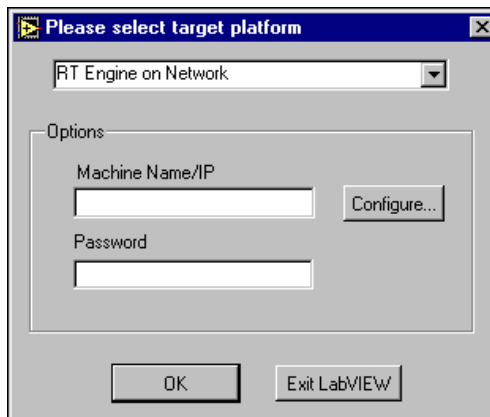 Please select target platform
RT Engine on Network
Options
Machine Name/IP
Configure...
Password
OK
Exit LabVIEW